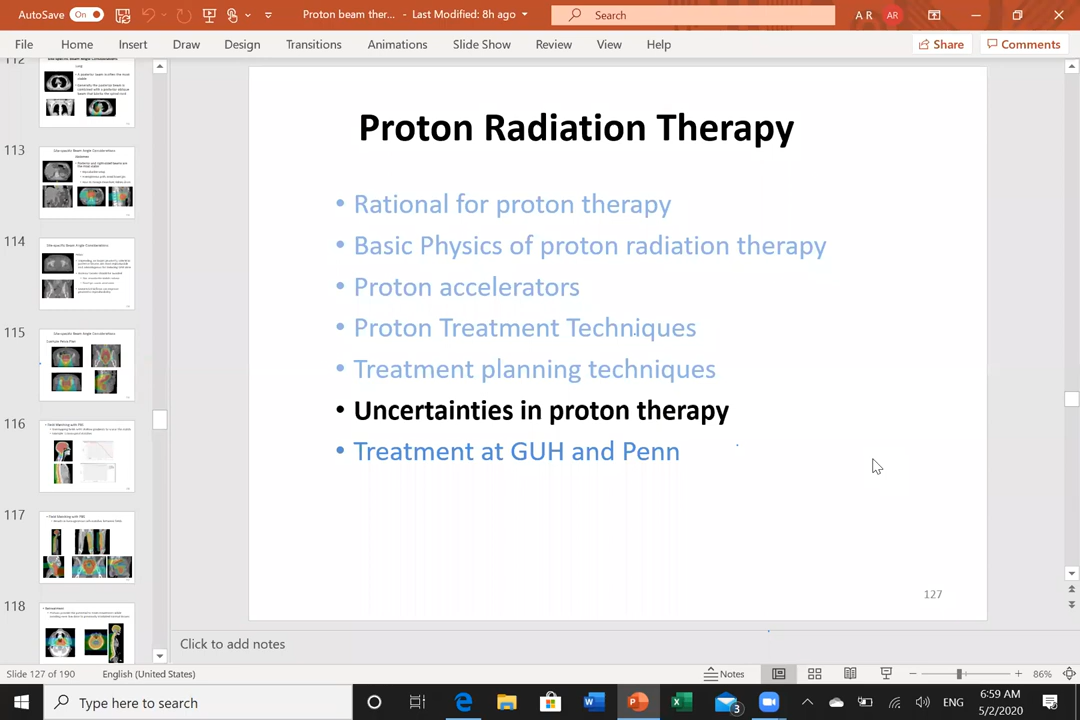 AutoSave On Proton beam ther... - Last Modified: 8h ago Search A R AR
File Home Insert Draw Design Transitions Animations Slide Show Review View Help Share Comments
112
113
114
115
116
117
118
Proton Radiation Therapy
• Rational for proton therapy
• Basic Physics of proton radiation therapy
• Proton accelerators
• Proton Treatment Techniques
• Treatment planning techniques
• Uncertainties in proton therapy
• Treatment at GUH and Penn
127
Click to add notes
Slide 127 of 190 English (United States) Notes 86%
Type here to search 3 ENG 6:59 AM
5/2/2020